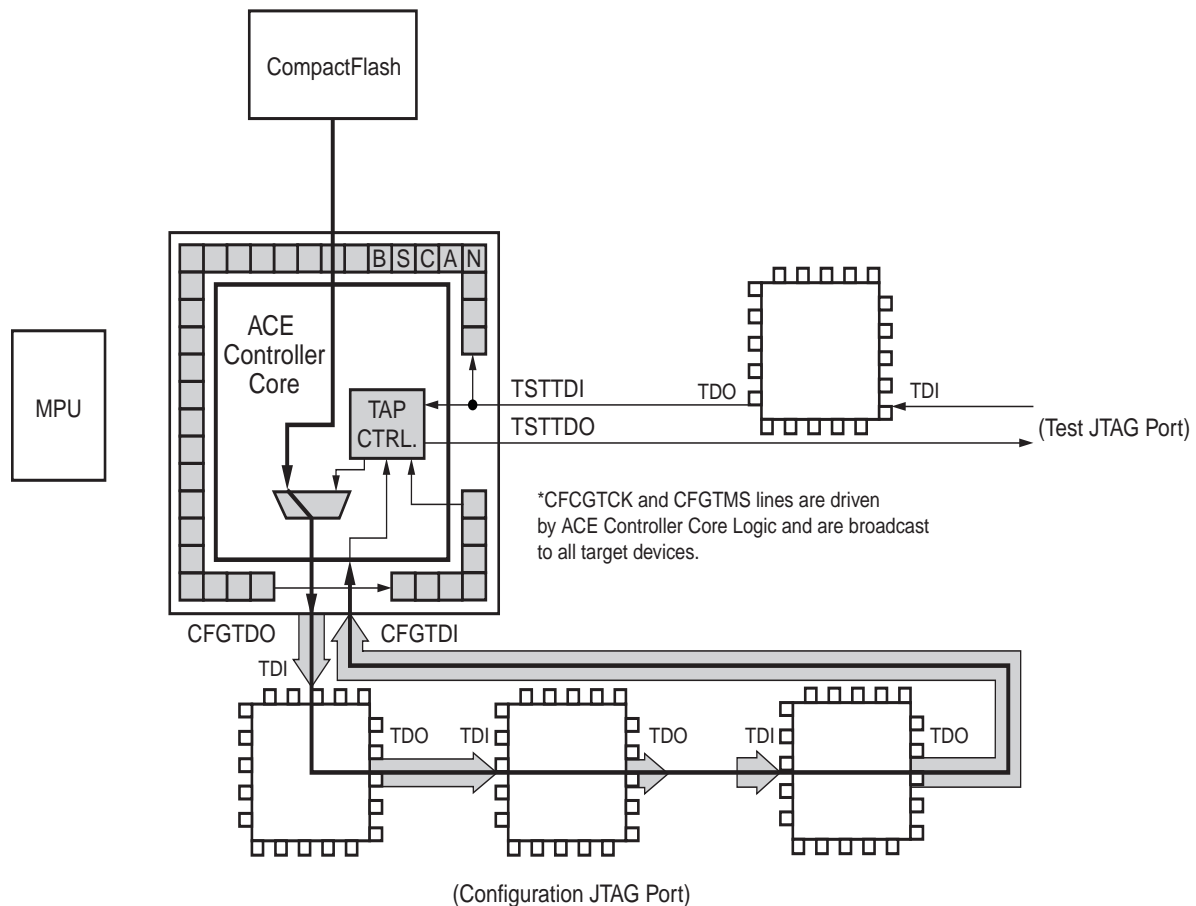 CompactFlash
B S C A N
ACE
Controller
Core
MPU
TAP
CTRL.
TSTTDI
TSTTDO
TDO
TDI
(Test JTAG Port)
*CFCGTCK and CFGTMS lines are driven
by ACE Controller Core Logic and are broadcast
to all target devices.
CFGTDO
CFGTDI
TDI
TDO
TDI
TDO
TDI
TDO
(Configuration JTAG Port)